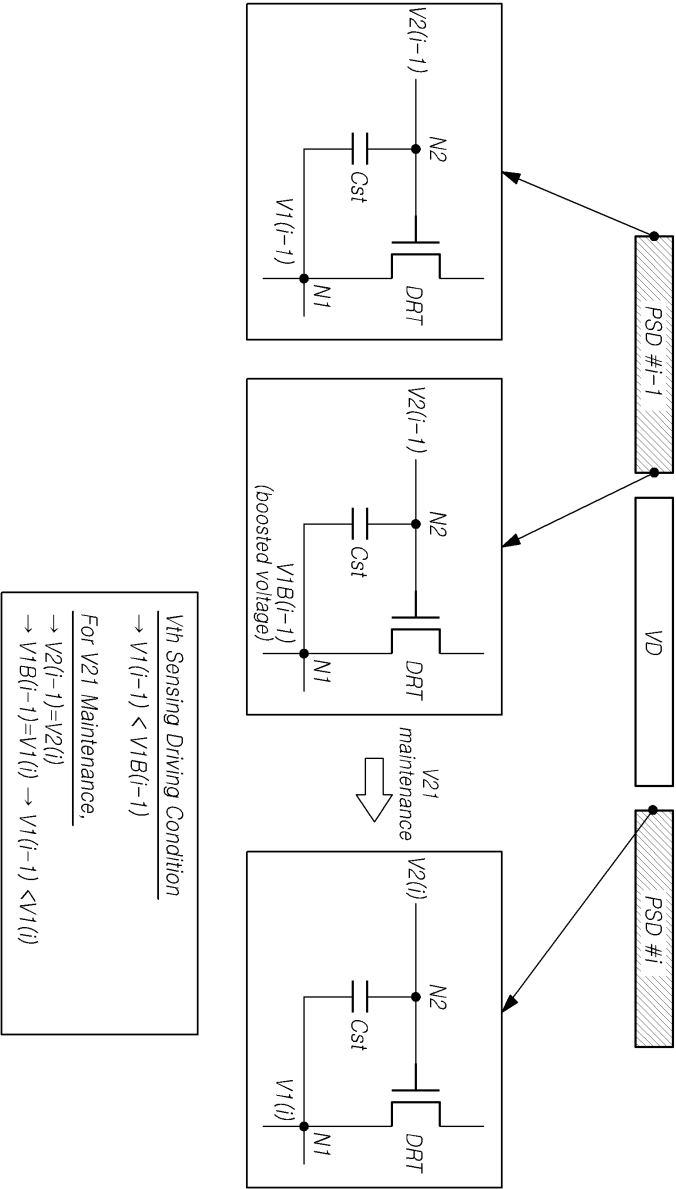 PSD #i-1
VD
PSD #i
V2(i-1)
N2
Cst
DRT
V1(i-1)
N1
V2(i-1)
N2
Cst
DRT
V1B(i-1)
(boosted voltage)
N1
V21
maintenance
V2(i)
N2
Cst
DRT
V1(i)
N1
Vth Sensing Driving Condition
→ V1(i-1) < V1B(i-1)
For V21 Maintenance,
→ V2(i-1)=V2(i)
→ V1B(i-1)=V1(i) → V1(i-1) <V1(i)